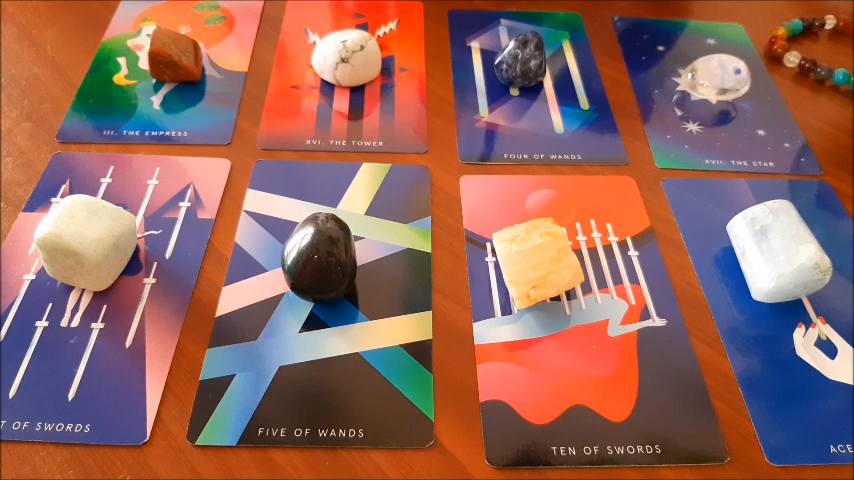 III. THE EMPRESS
XVI. THE TOWER
FOUR OF WANDS
XVII. THE STAR
T OF SWORDS
FIVE OF WANDS
TEN OF SWORDS
ACE